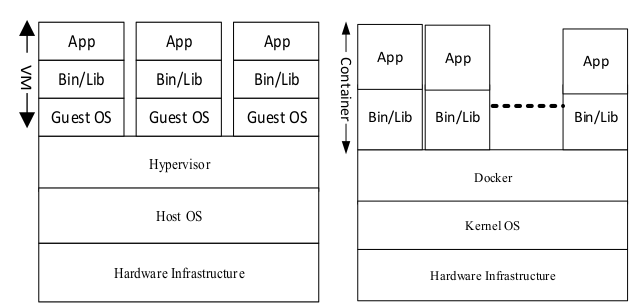 VM
App App App
Bin/Lib Bin/Lib Bin/Lib
Guest OS Guest OS Guest OS
Hypervisor
Host OS
Hardware Infrastructure
Container
App App App
Bin/Lib Bin/Lib Bin/Lib
Docker
Kernel OS
Hardware Infrastructure